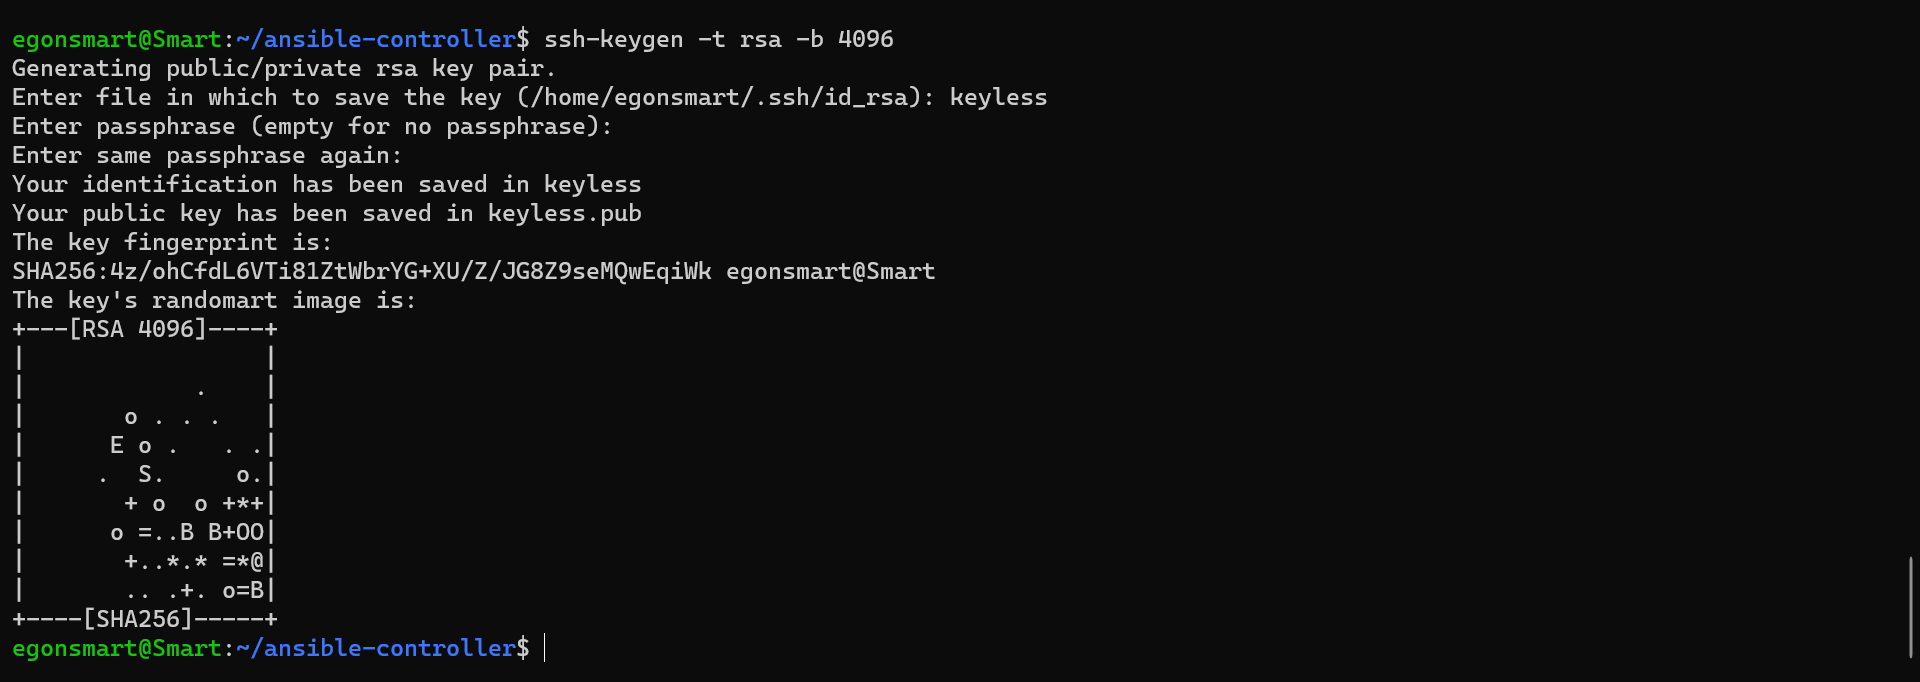 egonsmart@Smart:~/ansible-controller$ ssh-keygen -t rsa -b 4096
Generating public/private rsa key pair.
Enter file in which to save the key (/home/egonsmart/.ssh/id_rsa): keyless
Enter passphrase (empty for no passphrase):
Enter same passphrase again:
Your identification has been saved in keyless
Your public key has been saved in keyless.pub
The key fingerprint is:
SHA256:4z/ohCfdL6VTi81ZtWbrYG+XU/Z/JG8Z9seMQwEqiWk egonsmart@Smart
The key's randomart image is:
+---[RSA 4096]----+
|                 |
|            .    |
|       o . . .   |
|      E o .   . .|
|     .  S.     o.|
|       + o  o +*+|
|      o =..B B+OO|
|       +..*.* =*@|
|       .. .+. o=B|
+----[SHA256]-----+
egonsmart@Smart:~/ansible-controller$